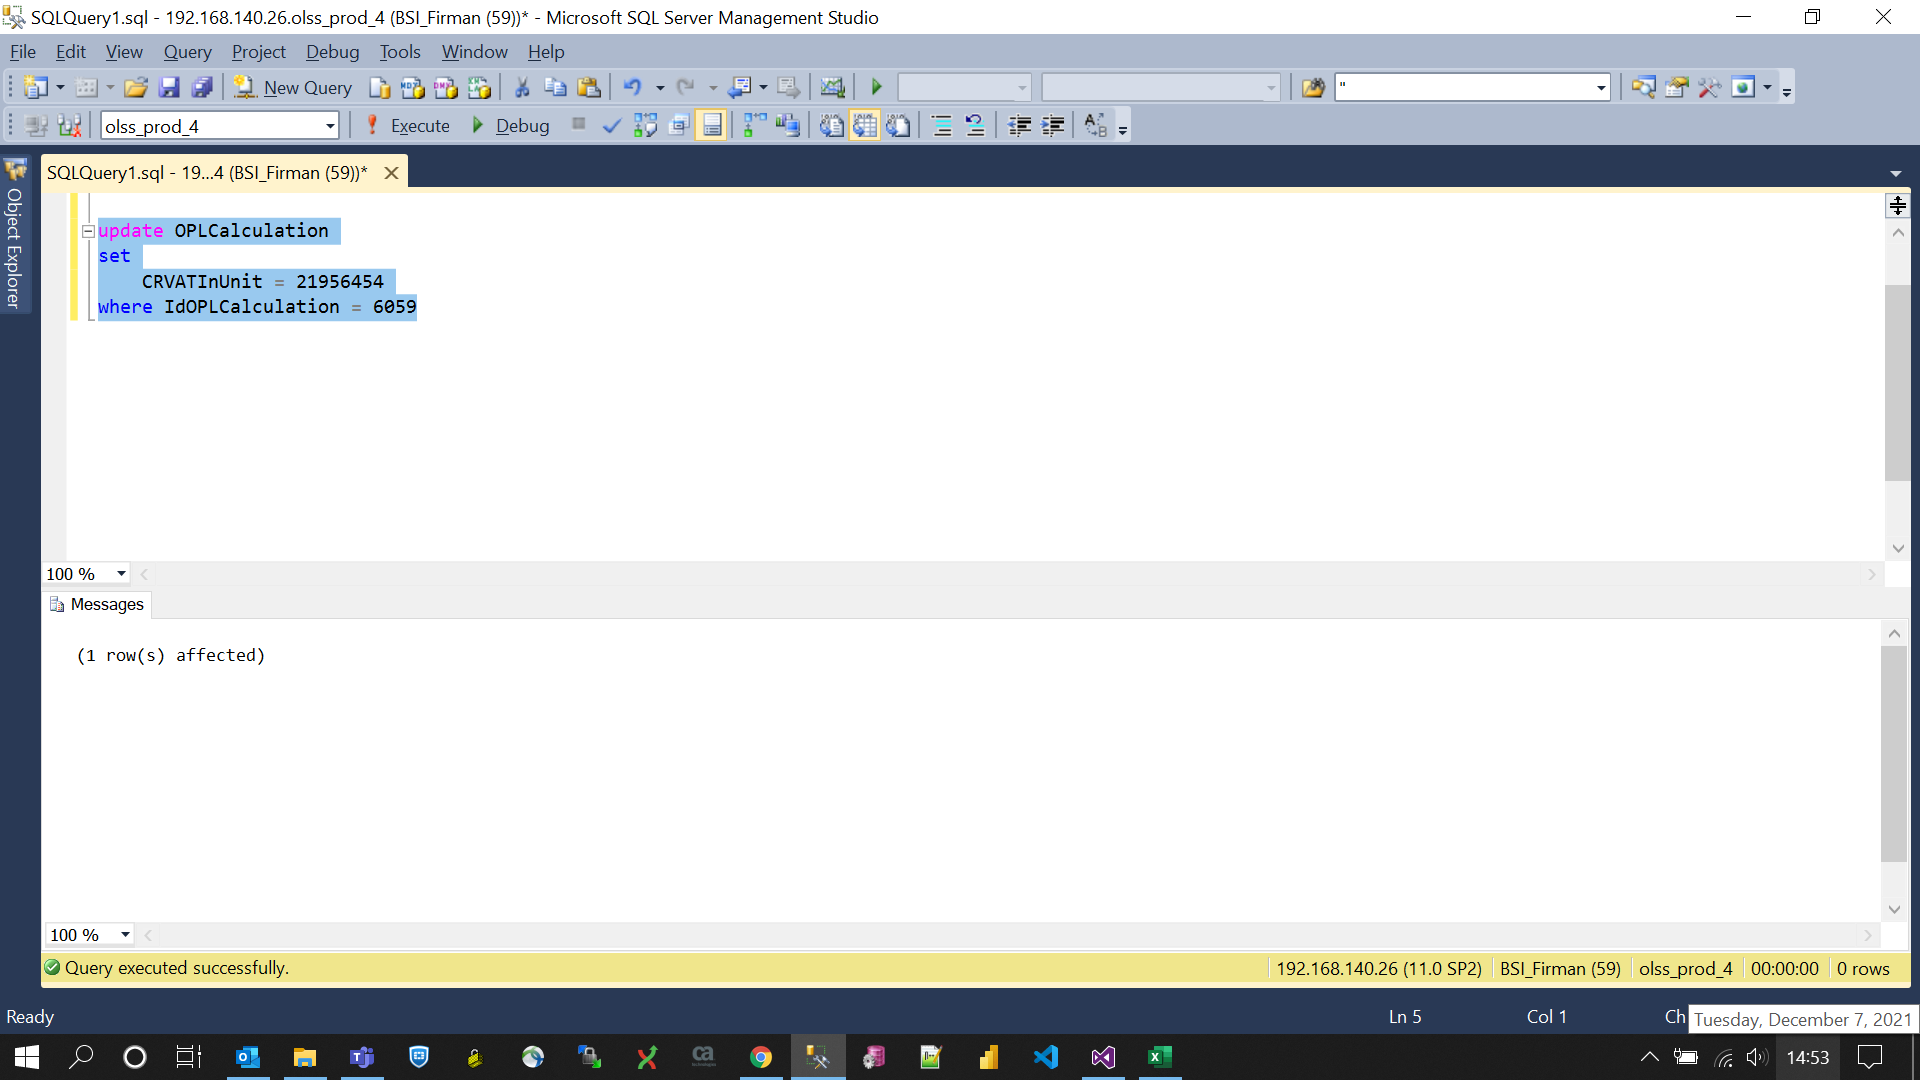 SQLQuery1.sql - 192.168.140.26.olss_prod_4 (BSI_Firman (59))* - Microsoft SQL Server Management Studio
File Edit View Query Project Debug Tools Window Help
New Query "
olss_prod_4 Execute Debug
SQLQuery1.sql - 19...4 (BSI_Firman (59))*
Object Explorer
update OPLCalculation
set
CRVATInUnit = 21956454
where IdOPLCalculation = 6059
100 %
Messages
(1 row(s) affected)
100 %
Query executed successfully. 192.168.140.26 (11.0 SP2) BSI_Firman (59) olss_prod_4 00:00:00 0 rows
Ready Ln 5 Col 1 Ch
Tuesday, December 7, 2021
14:53